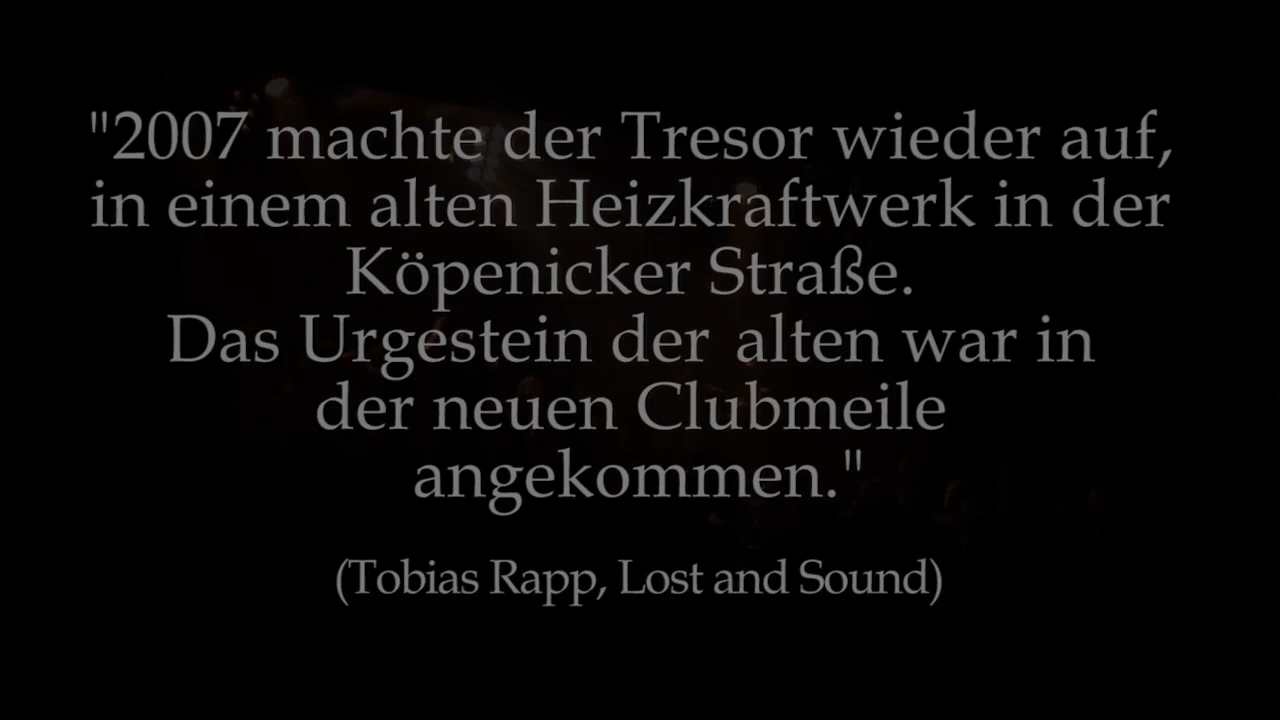 "2007 machte der Tresor wieder auf,
in einem alten Heizkraftwerk in der
Köpenicker Straße.
Das Urgestein der alten war in
der neuen Clubmeile
angekommen."
(Tobias Rapp, Lost and Sound)